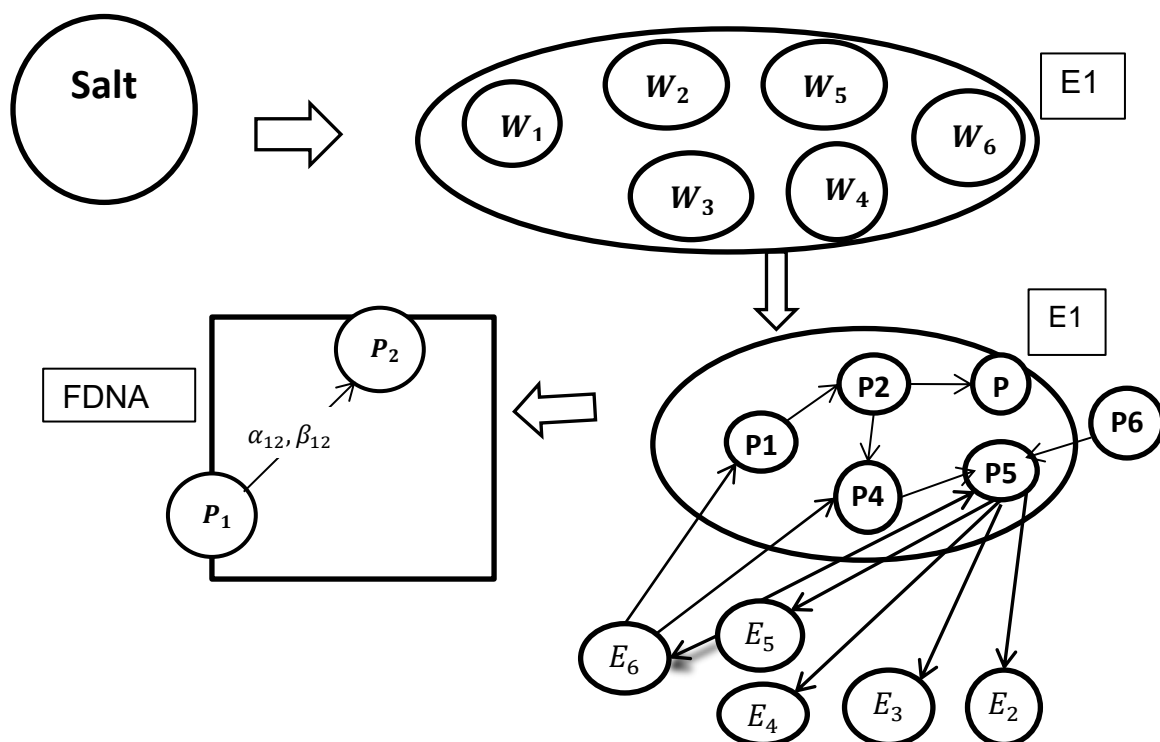 Salt
W₁
W₂
W₅
W₆
W₃
W₄
E1
E1
P₂
FDNA
α₁₂, β₁₂
P₁
P2
P
P1
P6
P5
P4
E₆
E₅
E₄
E₃
E₂